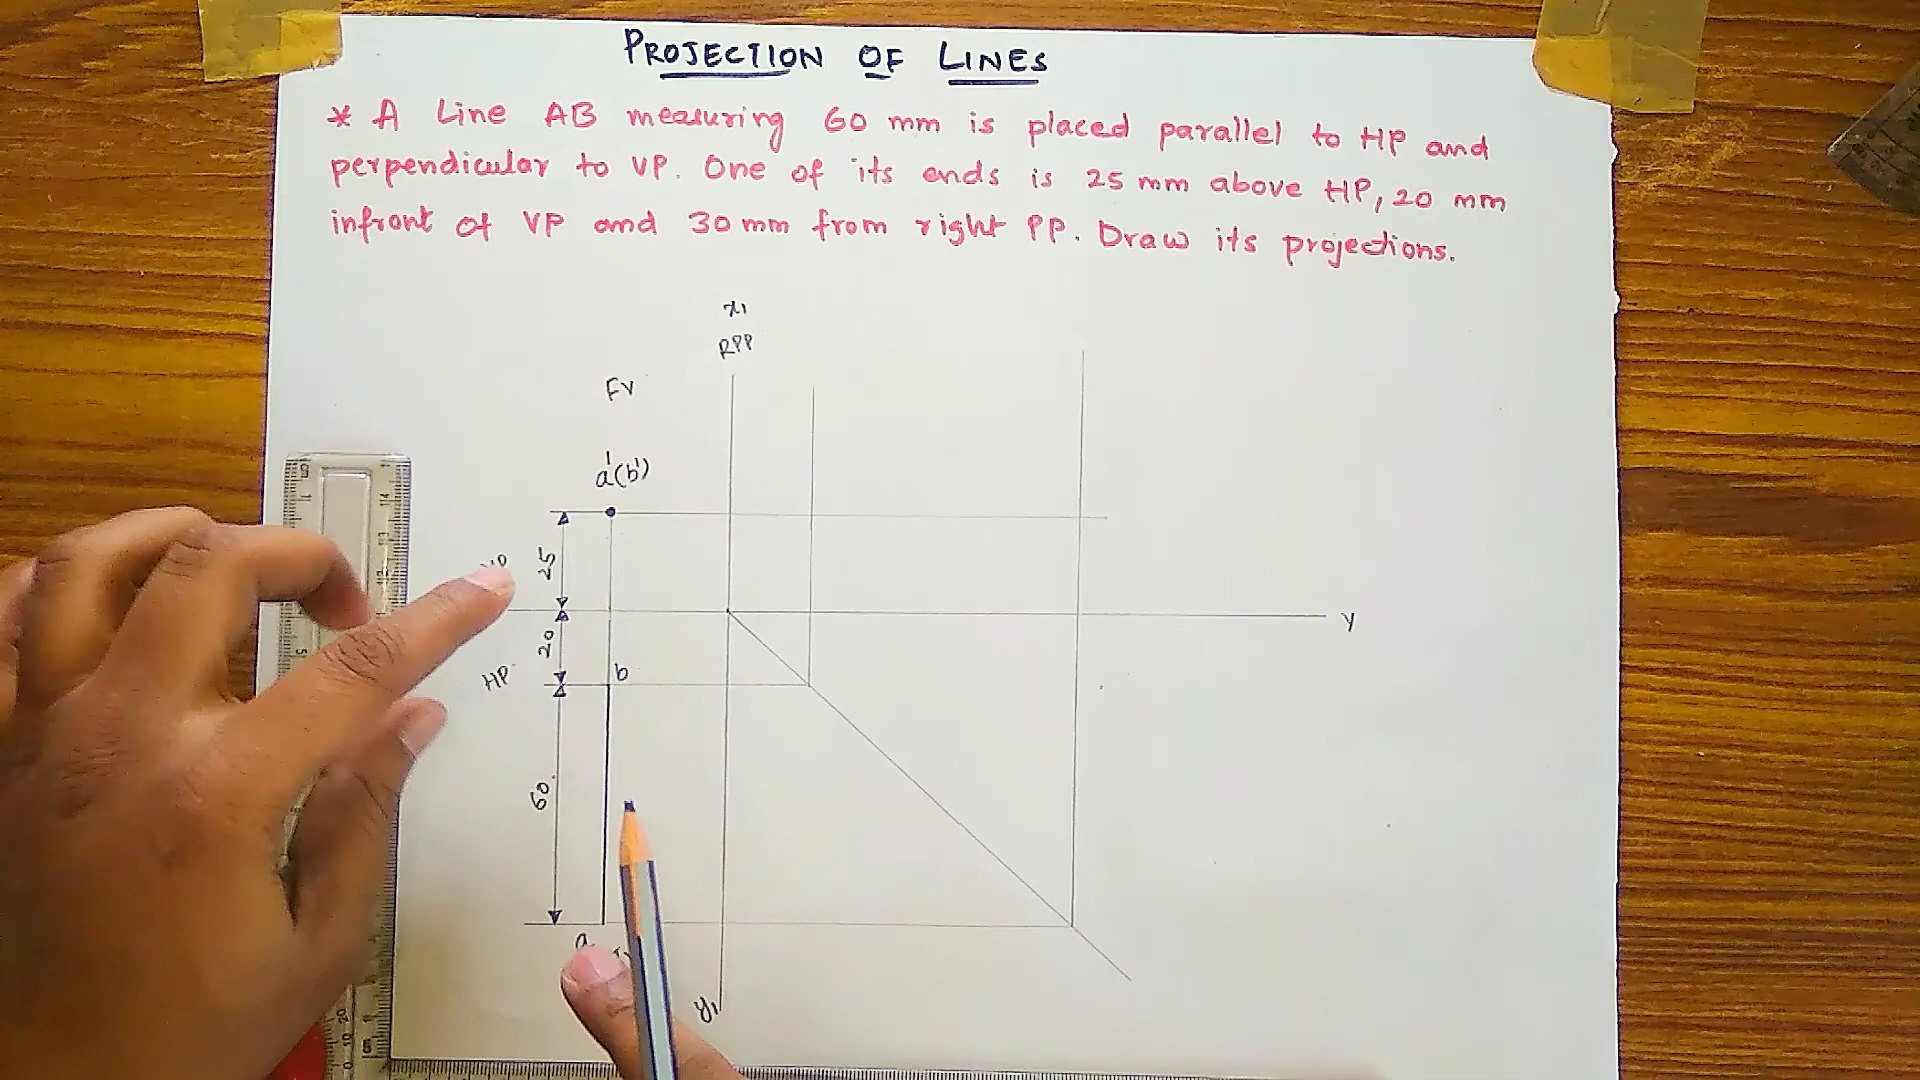 PROJECTION OF LINES
* A Line AB measuring 60 mm is placed parallel to HP and
perpendicular to VP. One of its ends is 25 mm above HP, 20 mm
infront of VP and 30 mm from right PP. Draw its projections.
x1
RPP
FV
a'(b')
25
20
y
HP
b
60
a
y1